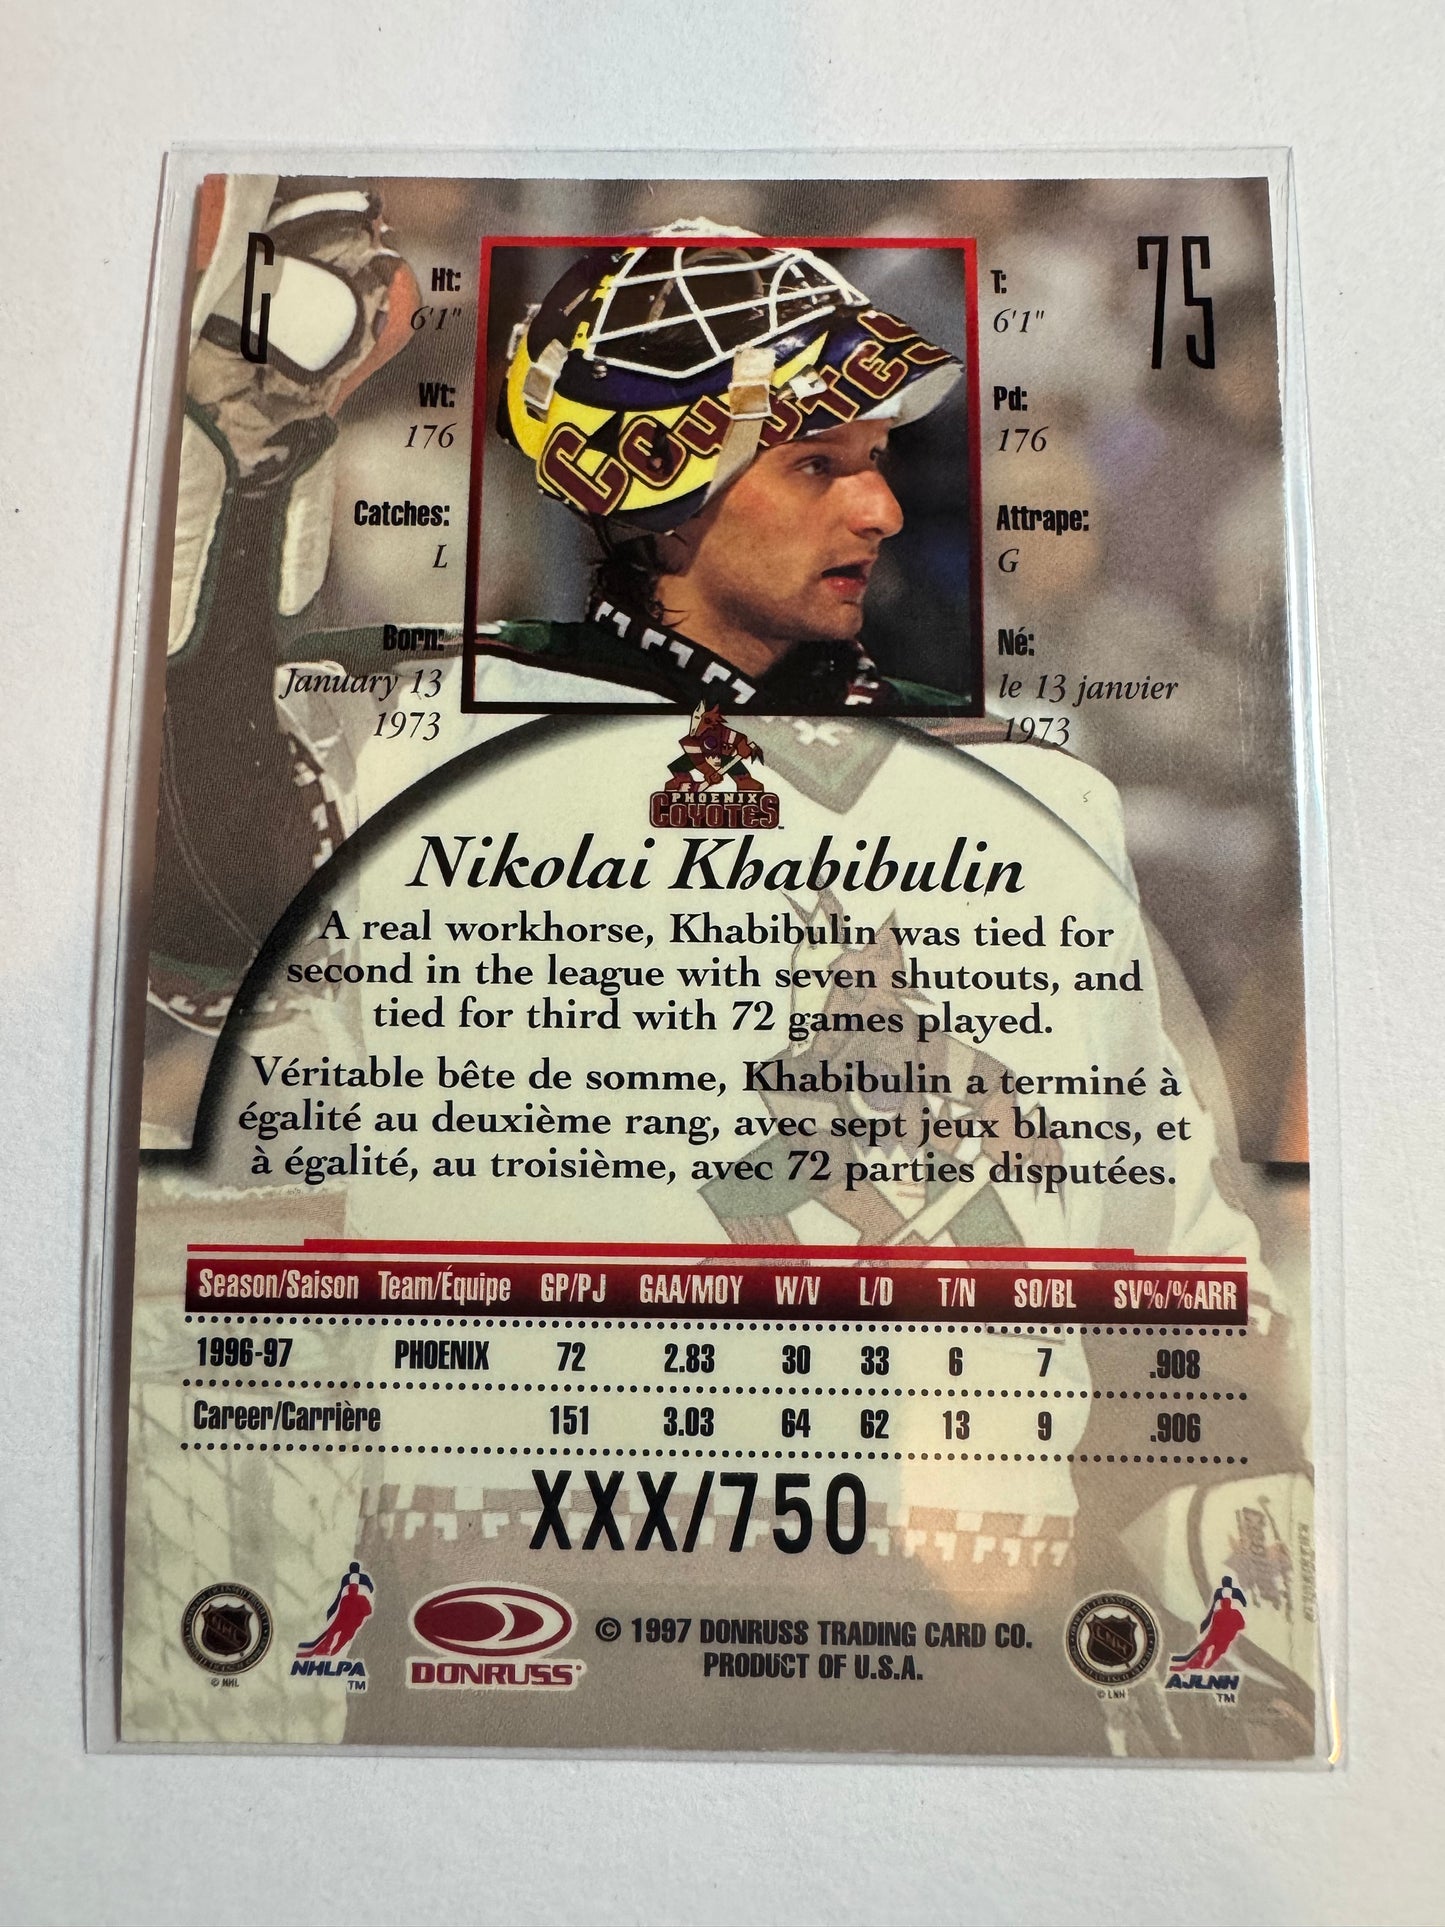 G
75
Ht:
6'1"
Wt:
176
Catches:
L
Born:
January 13
1973
T:
6'1"
Pd:
176
Attrape:
G
Né:
le 13 janvier
1973
Coyotes
PHOENIX
COYOTES
Nikolai Khabibulin
A real workhorse, Khabibulin was tied for
second in the league with seven shutouts, and
tied for third with 72 games played.
Véritable bête de somme, Khabibulin a terminé à
égalité au deuxième rang, avec sept jeux blancs, et
à égalité, au troisième, avec 72 parties disputées.
Season/Saison Team/Équipe GP/PJ GAA/MOY W/V L/D T/N SO/BL SV%/%ARR
1996-97 PHOENIX 72 2.83 30 33 6 7 .908
Career/Carrière 151 3.03 64 62 13 9 .906
XXX/750
NHL
© NHL
NHLPA
TM
DONRUSS
© 1997 DONRUSS TRADING CARD CO.
PRODUCT OF U.S.A.
LNH
© LNH
AJLNH
TM